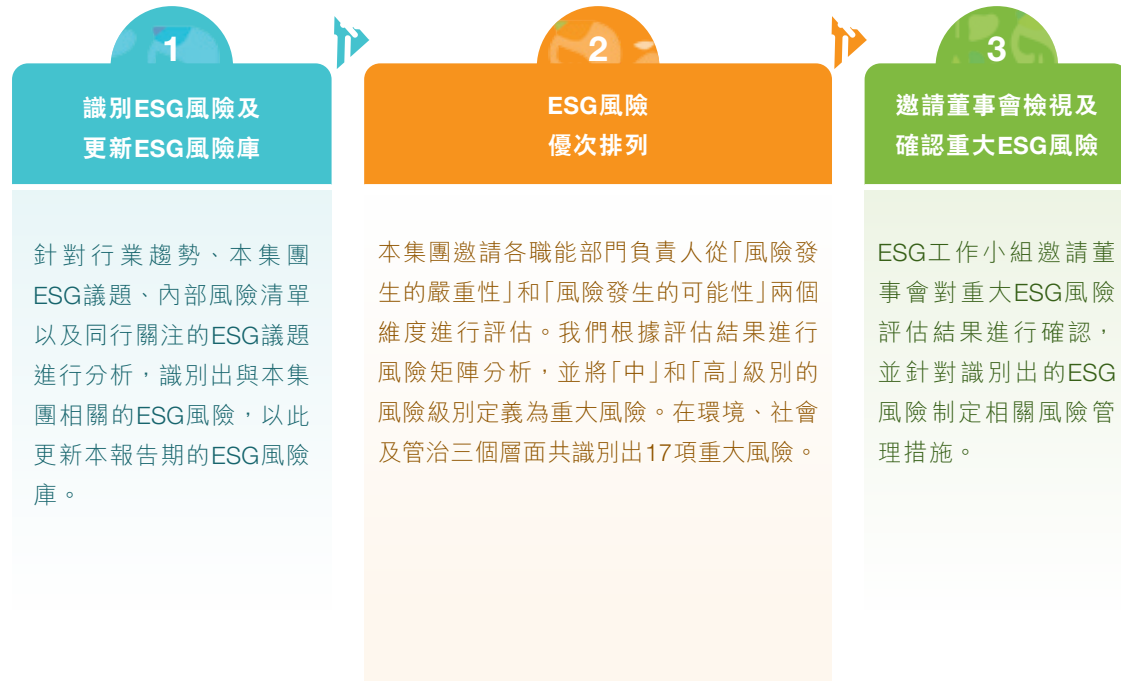 1
識別ESG風險及
更新ESG風險庫
針對行業趨勢、本集團
ESG議題、內部風險清單
以及同行關注的ESG議題
進行分析，識別出與本集
團相關的ESG風險，以此
更新本報告期的ESG風險
庫。
2
ESG風險
優次排列
本集團邀請各職能部門負責人從「風險發
生的嚴重性」和「風險發生的可能性」兩個
維度進行評估。我們根據評估結果進行
風險矩陣分析，並將「中」和「高」級別的
風險級別定義為重大風險。在環境、社會
及管治三個層面共識別出17項重大風險。
3
邀請董事會檢視及
確認重大ESG風險
ESG工作小組邀請董
事會對重大ESG風險
評估結果進行確認，
並針對識別出的ESG
風險制定相關風險管
理措施。